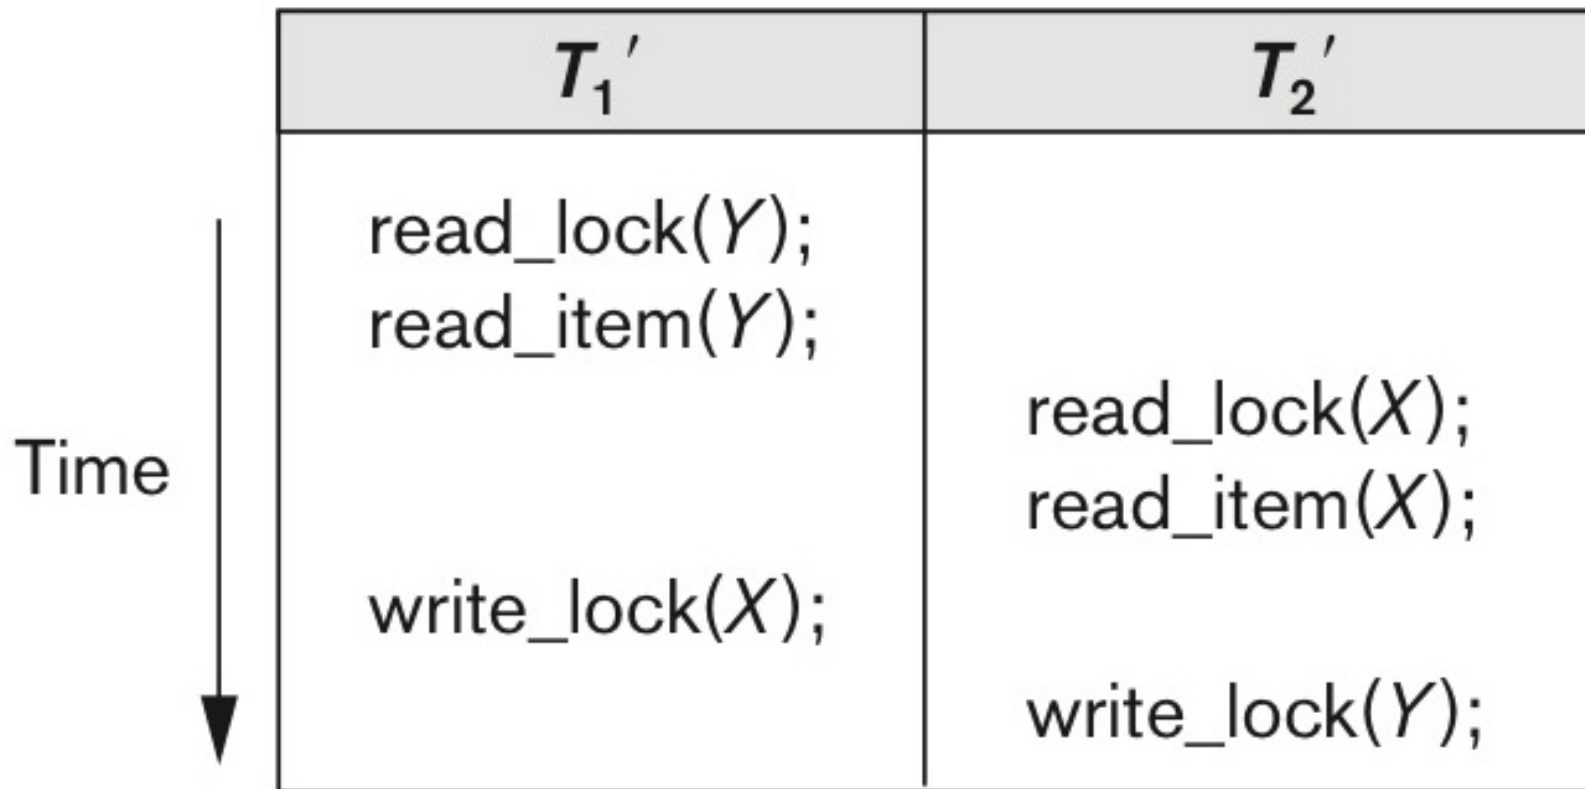 T₁′ T₂′
read_lock(Y);
read_item(Y);
read_lock(X);
Time
read_item(X);
write_lock(X);
write_lock(Y);